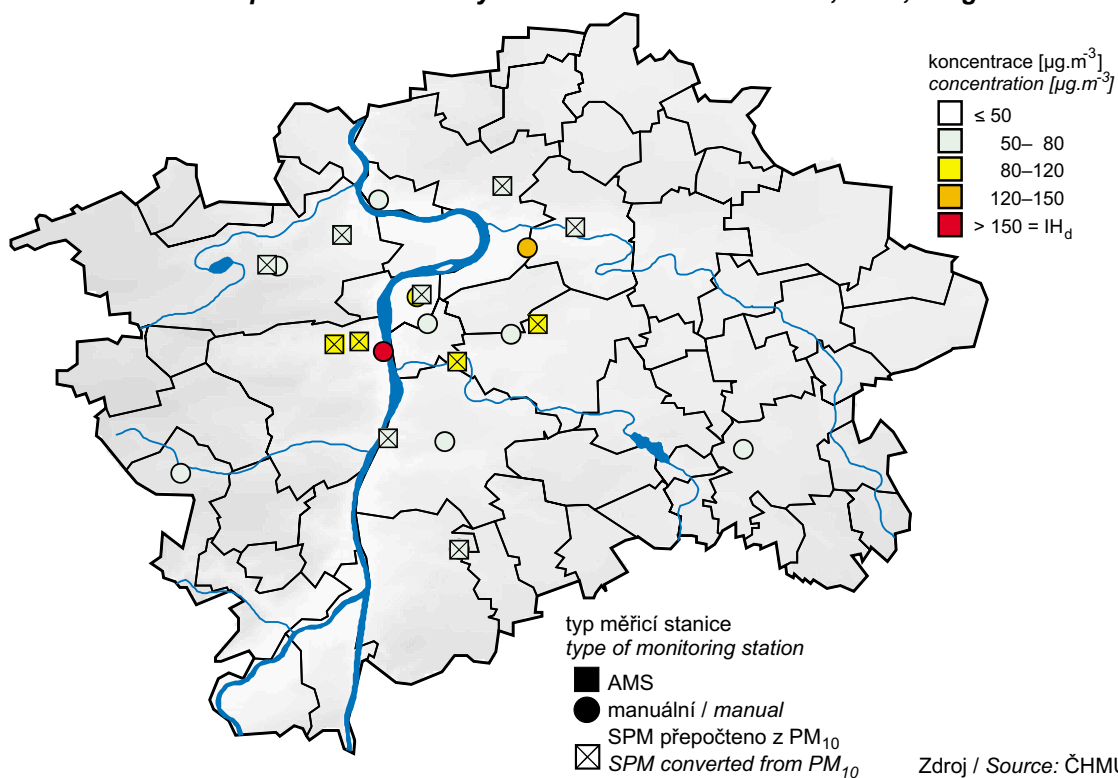 koncentrace [µg.m-3]
concentration [µg.m-3]
≤ 50
50– 80
80–120
120–150
> 150 = IHd
typ měřicí stanice
type of monitoring station
AMS
manuální / manual
SPM přepočteno z PM10
SPM converted from PM10
Zdroj / Source: